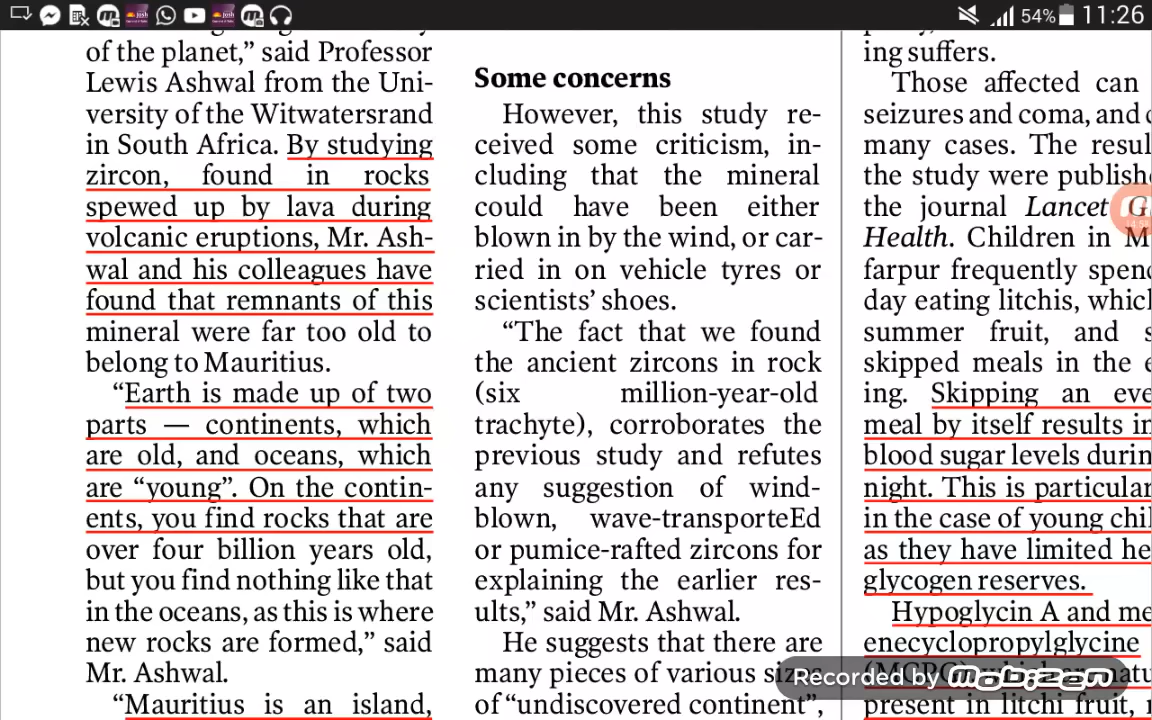 54% 11:26
of the planet,” said Professor
Lewis Ashwal from the Uni-
versity of the Witwatersrand
in South Africa. By studying
zircon, found in rocks
spewed up by lava during
volcanic eruptions, Mr. Ash-
wal and his colleagues have
found that remnants of this
mineral were far too old to
belong to Mauritius.
“Earth is made up of two
parts — continents, which
are old, and oceans, which
are “young”. On the contin-
ents, you find rocks that are
over four billion years old,
but you find nothing like that
in the oceans, as this is where
new rocks are formed,” said
Mr. Ashwal.
“Mauritius is an island,
Some concerns
However, this study re-
ceived some criticism, in-
cluding that the mineral
could have been either
blown in by the wind, or car-
ried in on vehicle tyres or
scientists’ shoes.
“The fact that we found
the ancient zircons in rock
(six million-year-old
trachyte), corroborates the
previous study and refutes
any suggestion of wind-
blown, wave-transporteEd
or pumice-rafted zircons for
explaining the earlier res-
ults,” said Mr. Ashwal.
He suggests that there are
many pieces of various sizes
of “undiscovered continent”,
ing suffers.
Those affected can
seizures and coma, and
many cases. The
the study were
the journal Lancet
Health. Children in
farpur frequently
day eating litchis,
summer fruit, and
skipped meals in the
ing. Skipping an
meal by itself results in
blood sugar levels
night. This is
in the case of young
as they have limited
glycogen reserves.
Hypoglycin A and
enecyclopropylglycine
(MCPG) which are
present in litchi fruit,
Recorded by mobizen